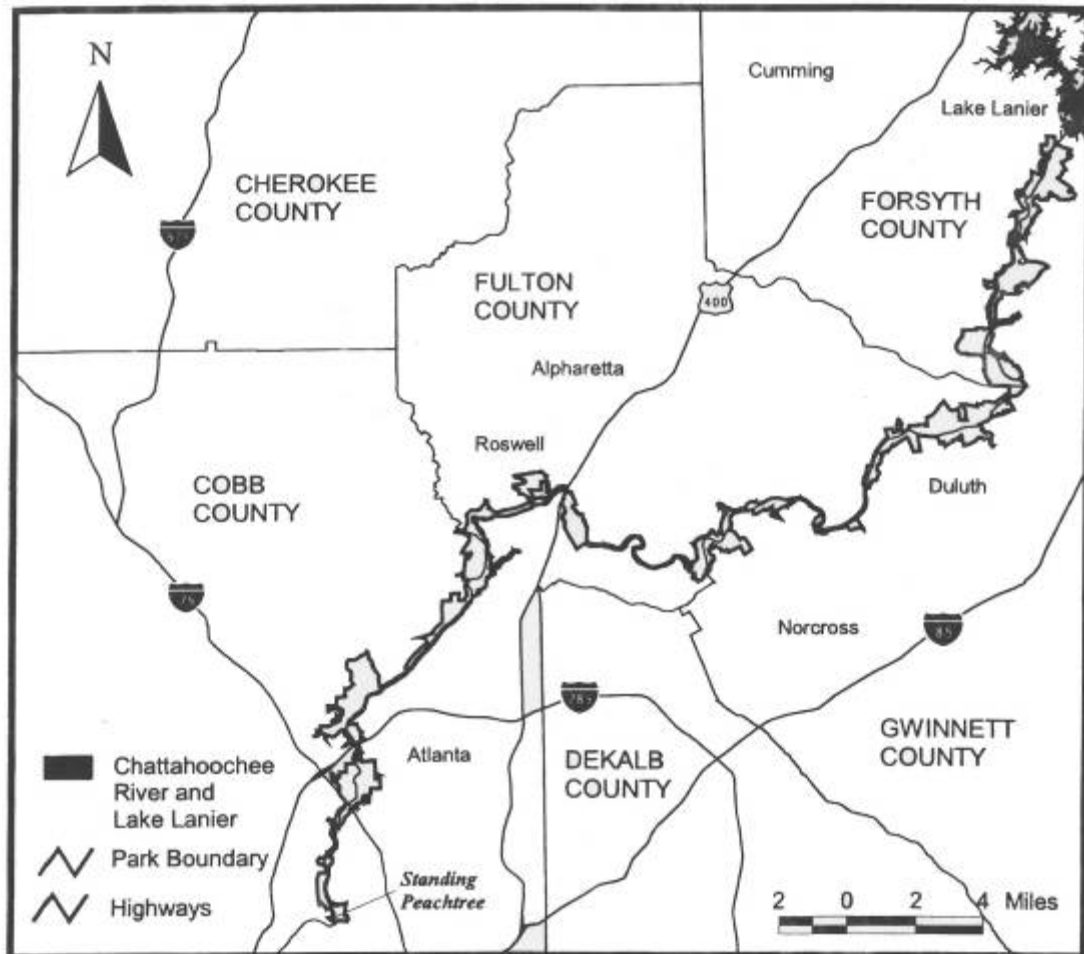 N
Cumming
Lake Lanier
CHEROKEE
COUNTY
FORSYTH
COUNTY
575
FULTON
COUNTY
400
Alpharetta
Roswell
COBB
COUNTY
Duluth
75
Norcross
85
285
GWINNETT
COUNTY
Atlanta
DEKALB
COUNTY
Chattahoochee
River and
Lake Lanier
Park Boundary
Highways
Standing
Peachtree
2 0 2 4 Miles